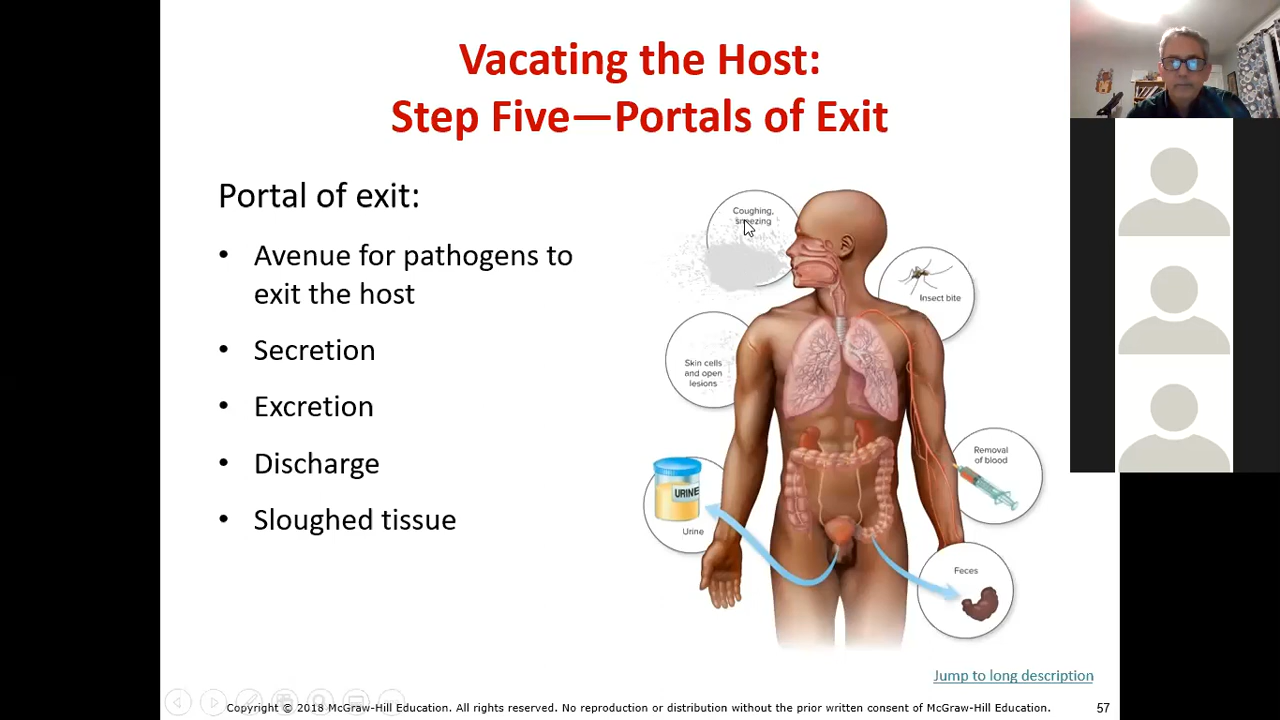 Vacating the Host:
Step Five—Portals of Exit
Portal of exit:
• Avenue for pathogens to
exit the host
• Secretion
• Excretion
• Discharge
• Sloughed tissue
Coughing,
sneezing
Insect bite
Skin cells
and open
lesions
Removal
of blood
URINE
Urine
Feces
Jump to long description
Copyright © 2018 McGraw-Hill Education. All rights reserved. No reproduction or distribution without the prior written consent of McGraw-Hill Education.
57